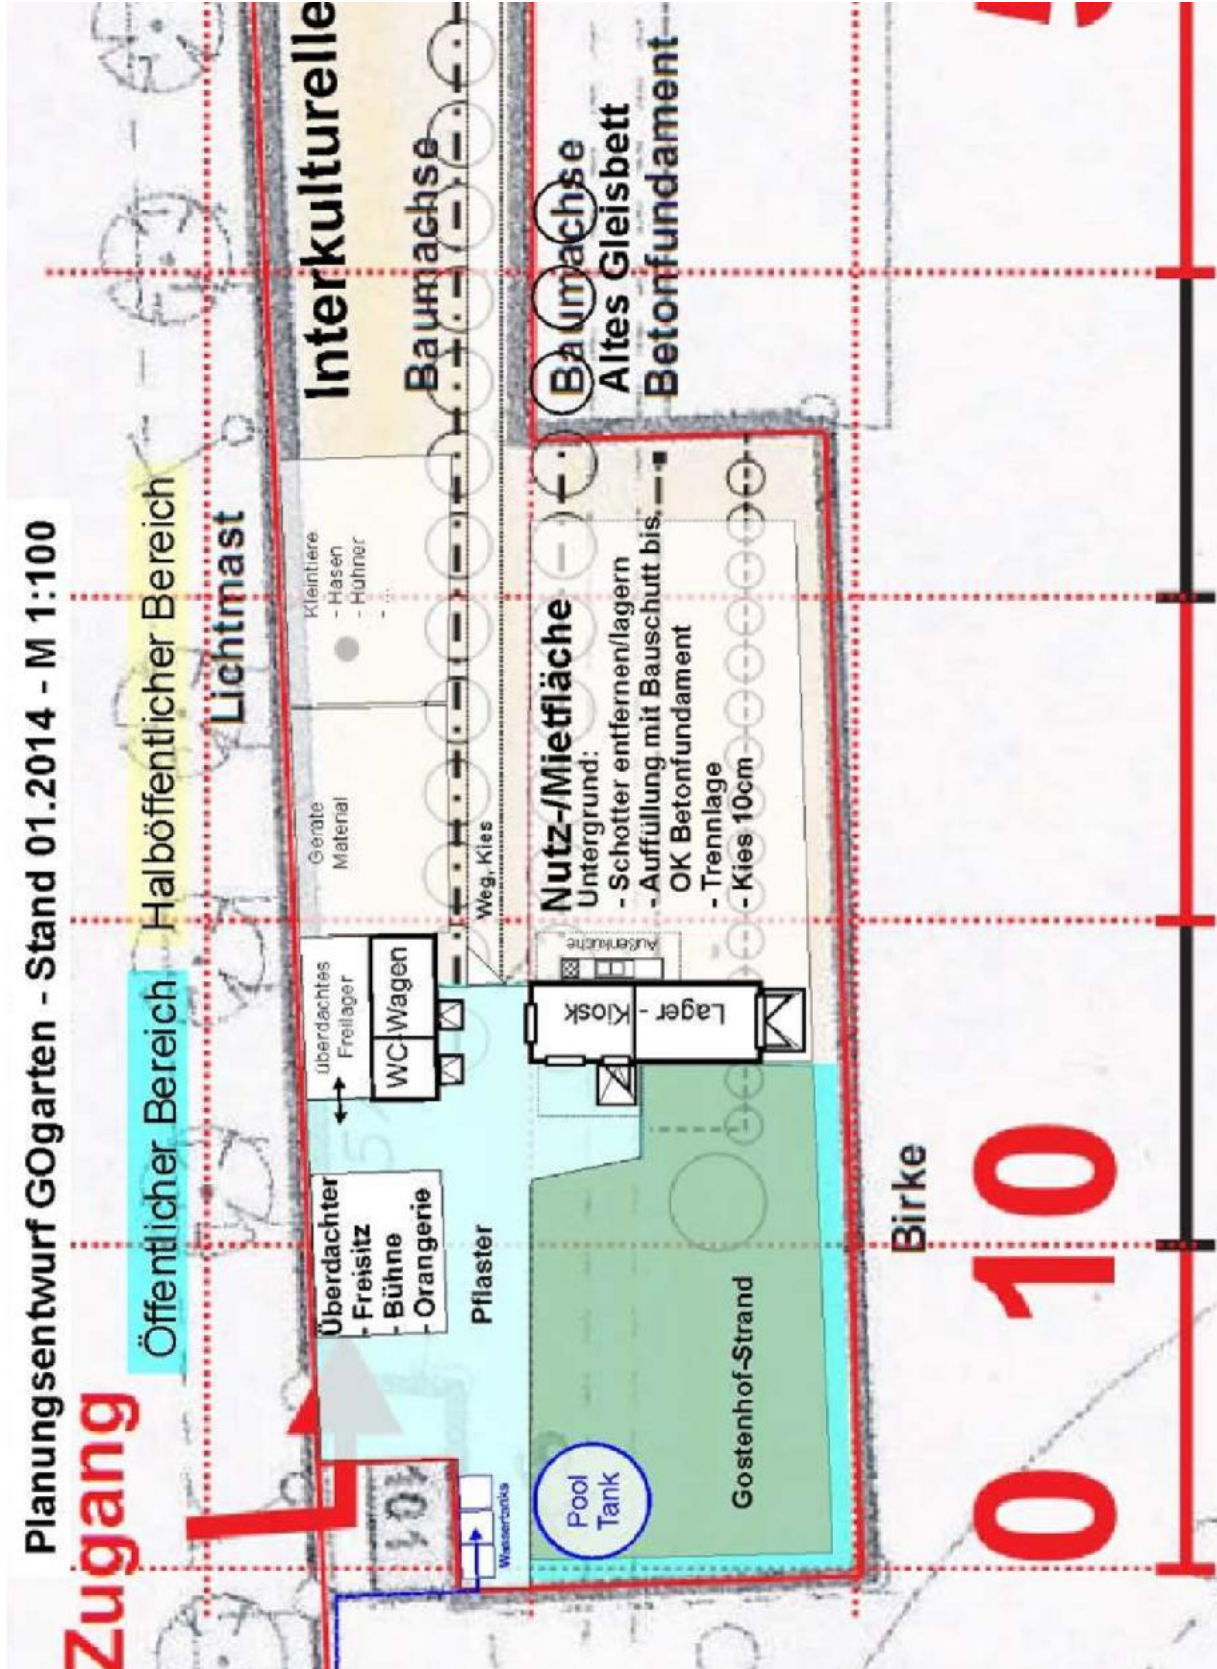 Planungsentwurf GOgarten - Stand 01.2014 - M 1:100
Zugang
Öffentlicher Bereich
Halböffentlicher Bereich
Lichtmast
Interkulturelle
Baumachse
Baumachse
Altes Gleisbett
Betonfundament
Kleintiere
- Hasen
- Hühner
- ...
Geräte
Material
überdachtes
Freilager
WC-Wagen
Überdachter
- Freisitz
- Bühne
- Orangerie
Pflaster
Weg, Kies
Nutz-/Mietfläche
Untergrund:
- Schotter entfernen/lagern
- Auffüllung mit Bauschutt bis
OK Betonfundament
- Trennlage
- Kies 10cm
Außenküche
Lager - Kiosk
101
Wassertanks
Pool
Tank
Gostenhof-Strand
Birke
0 10